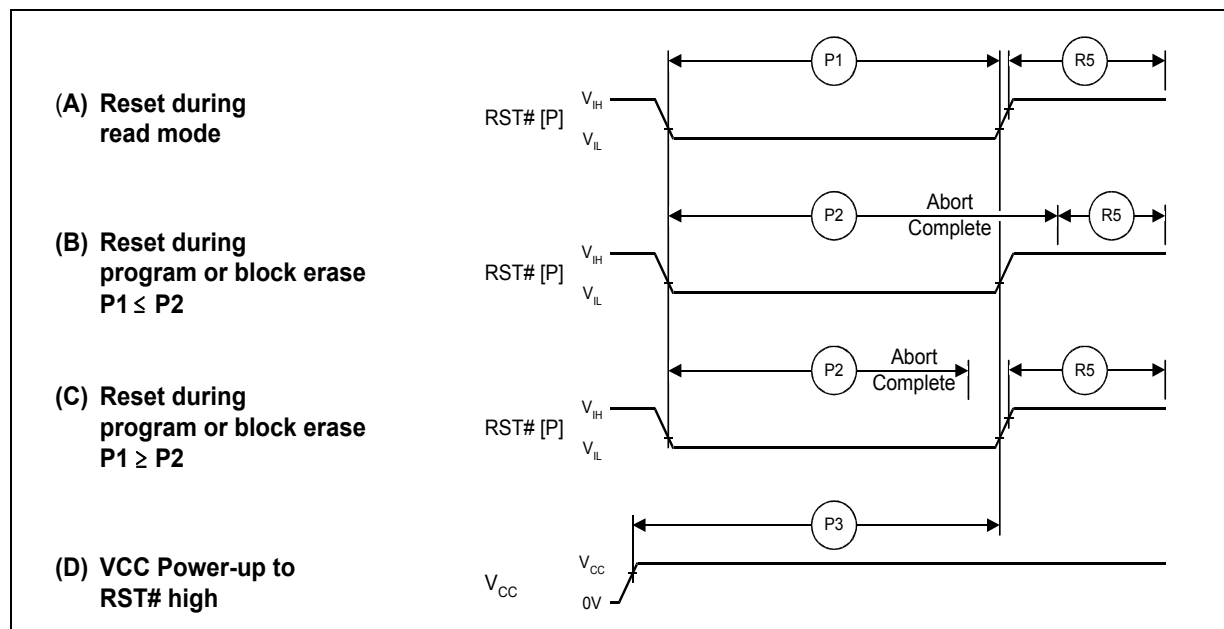 P1
R5
(A) Reset during
read mode
RST# [P]
VIH
VIL
P2
Abort
Complete
R5
(B) Reset during
program or block erase
P1 ≤ P2
RST# [P]
VIH
VIL
P2
Abort
Complete
R5
(C) Reset during
program or block erase
P1 ≥ P2
RST# [P]
VIH
VIL
P3
(D) VCC Power-up to
RST# high
VCC
VCC
0V